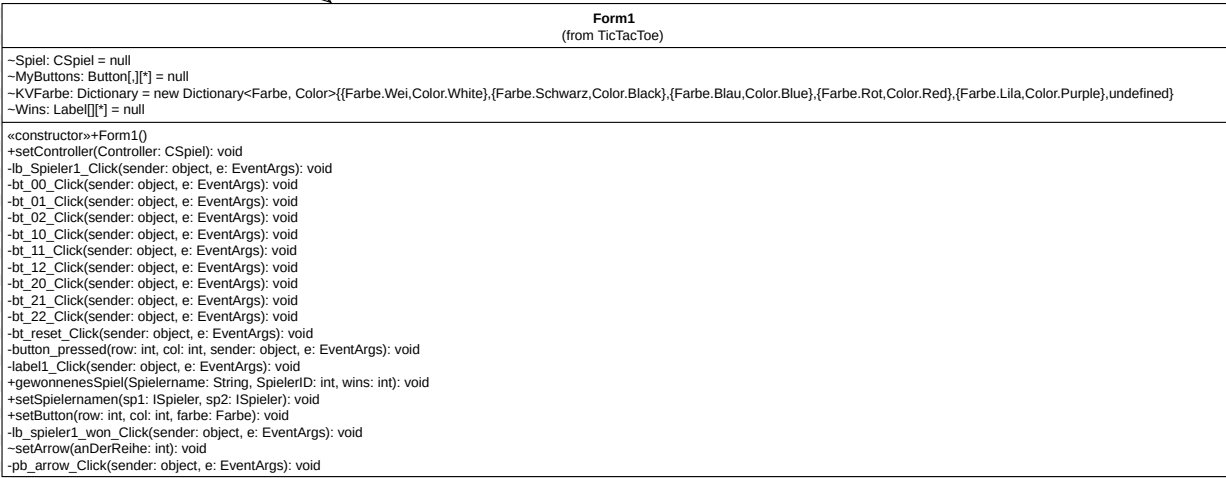 Form1
(from TicTacToe)
~Spiel: CSpiel = null
~MyButtons: Button[,][*] = null
~KVFarbe: Dictionary = new Dictionary<Farbe, Color>{{Farbe.Wei,Color.White},{Farbe.Schwarz,Color.Black},{Farbe.Blau,Color.Blue},{Farbe.Rot,Color.Red},{Farbe.Lila,Color.Purple},undefined}
~Wins: Label[][*] = null
«constructor»+Form1()
+setController(Controller: CSpiel): void
-lb_Spieler1_Click(sender: object, e: EventArgs): void
-bt_00_Click(sender: object, e: EventArgs): void
-bt_01_Click(sender: object, e: EventArgs): void
-bt_02_Click(sender: object, e: EventArgs): void
-bt_10_Click(sender: object, e: EventArgs): void
-bt_11_Click(sender: object, e: EventArgs): void
-bt_12_Click(sender: object, e: EventArgs): void
-bt_20_Click(sender: object, e: EventArgs): void
-bt_21_Click(sender: object, e: EventArgs): void
-bt_22_Click(sender: object, e: EventArgs): void
-bt_reset_Click(sender: object, e: EventArgs): void
-button_pressed(row: int, col: int, sender: object, e: EventArgs): void
-label1_Click(sender: object, e: EventArgs): void
+gewonnenesSpiel(Spielername: String, SpielerID: int, wins: int): void
+setSpielernamen(sp1: ISpieler, sp2: ISpieler): void
+setButton(row: int, col: int, farbe: Farbe): void
-lb_spieler1_won_Click(sender: object, e: EventArgs): void
~setArrow(anDerReihe: int): void
-pb_arrow_Click(sender: object, e: EventArgs): void